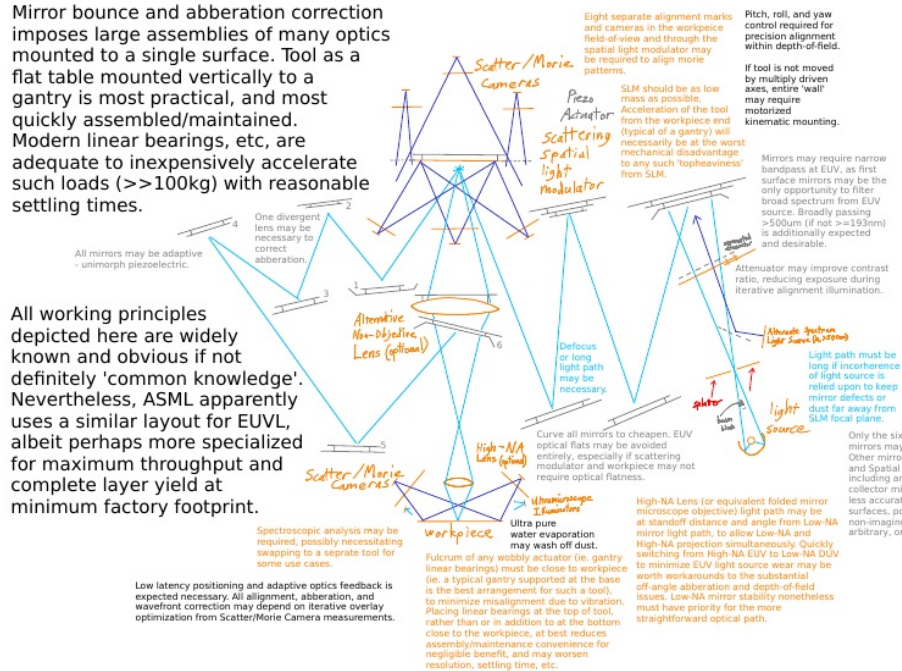 Mirror bounce and abberation correction
imposes large assemblies of many optics
mounted to a single surface. Tool as a
flat table mounted vertically to a
gantry is most practical, and most
quickly assembled/maintained.
Modern linear bearings, etc, are
adequate to inexpensively accelerate
such loads (>>100kg) with reasonable
settling times.
Eight separate alignment marks
and cameras in the workpeice
field-of-view and through the
spatial light modulator may
be required to align morie
patterns.
Pitch, roll, and yaw
control required for
precision alignment
within depth-of-field.
If tool is not moved
by multiply driven
axes, entire 'wall'
may require
motorized
kinematic mounting.
Scatter/Morie
Cameras
Piezo
Actuator
Scattering
spatial
light
modulator
SLM should be as low
mass as possible.
Acceleration of the tool
from the workpiece end
(typical of a gantry) will
necessarily be at the worst
mechanical disadvantage
to any such 'topheaviness'
from SLM.
Mirrors may require narrow
bandpass at EUV, as first
surface mirrors may be the
only opportunity to filter
broad spectrum from EUV
source. Broadly passing
>500um (if not >=193nm)
is additionally expected
and desirable.
4
2
One divergent
lens may be
necessary to
correct
abberation.
All mirrors may be adaptive
- unimorph piezoelectric.
3
1
Attenuator may improve contrast
ratio, reducing exposure during
iterative alignment illumination.
All working principles
depicted here are widely
known and obvious if not
definitely 'common knowledge'.
Nevertheless, ASML apparently
uses a similar layout for EUVL,
albeit perhaps more specialized
for maximum throughput and
complete layer yield at
minimum factory footprint.
Alternative
Non-Objective
Lens (optional)
6
Defocus
or long
light path
may be
necessary.
Alternate Spectrum
Light Source
Light path must be
long if incoherence
of light source is
relied upon to keep
mirror defects or
dust far away from
SLM focal plane.
splitter
beam
block
light
source
5
Scatter/Morie
Cameras
High-NA
Lens (optional)
Curve all mirrors to cheapen. EUV
optical flats may be avoided
entirely, especially if scattering
modulator and workpiece may not
require optical flatness.
Only the six
mirrors may
Other mirro
and Spatial
including ar
collector mi
less accurat
surfaces, po
non-imaging
arbitrary, or
Ultramicroscope
Illuminators
workpiece
Ultra pure
water evaporation
may wash off dust.
Spectroscopic analysis may be
required, possibly necessitating
swapping to a seprate tool for
some use cases.
Low latency positioning and adaptive optics feedback is
expected necessary. All allignment, abberation, and
wavefront correction may depend on iterative overlay
optimization from Scatter/Morie Camera measurements.
Fulcrum of any wobbly actuator (ie. gantry
linear bearings) must be close to workpiece
(ie. a typical gantry supported at the base
is the best arrangement for such a tool),
to minimize misalignment due to vibration.
Placing linear bearings at the top of tool,
rather than or in addition to at the bottom
close to the workpiece, at best reduces
assembly/maintenance convenience for
negligible benefit, and may worsen
resolution, settling time, etc.
High-NA Lens (or equivalent folded mirror
microscope objective) light path may be
at standoff distance and angle from Low-NA
mirror light path, to allow Low-NA and
High-NA projection simultaneously. Quickly
switching from High-NA EUV to Low-NA DUV
to minimize EUV light source wear may be
worth workarounds to the substantial
off-angle abberation and depth-of-field
issues. Low-NA mirror stability nonetheless
must have priority for the more
straightforward optical path.